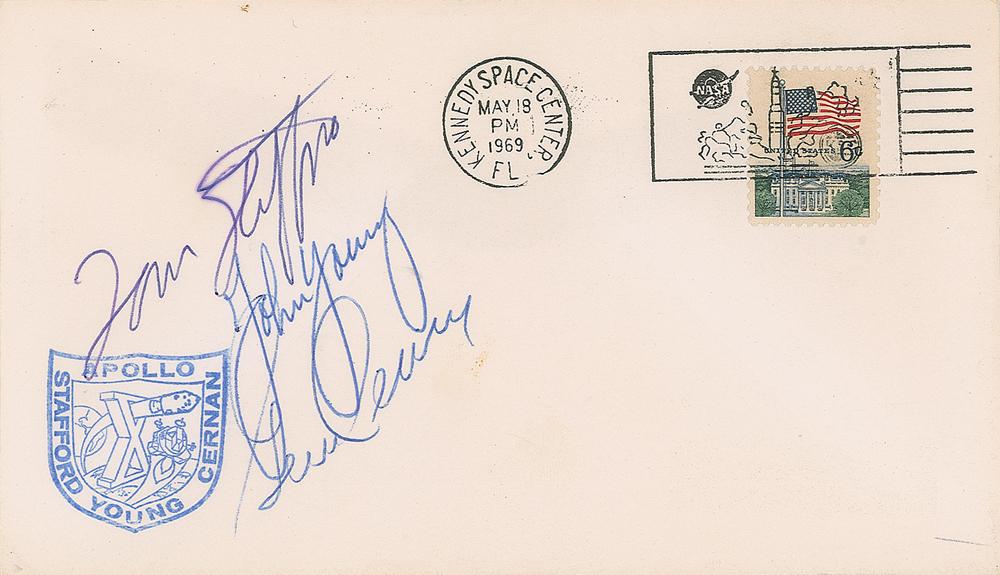 KENNEDY SPACE CENTER,
MAY 18
PM
1969
FL
NASA
UNITED STATES 6c
Tom Stafford
John Young
Gene Cernan
APOLLO
STAFFORD YOUNG CERNAN
X